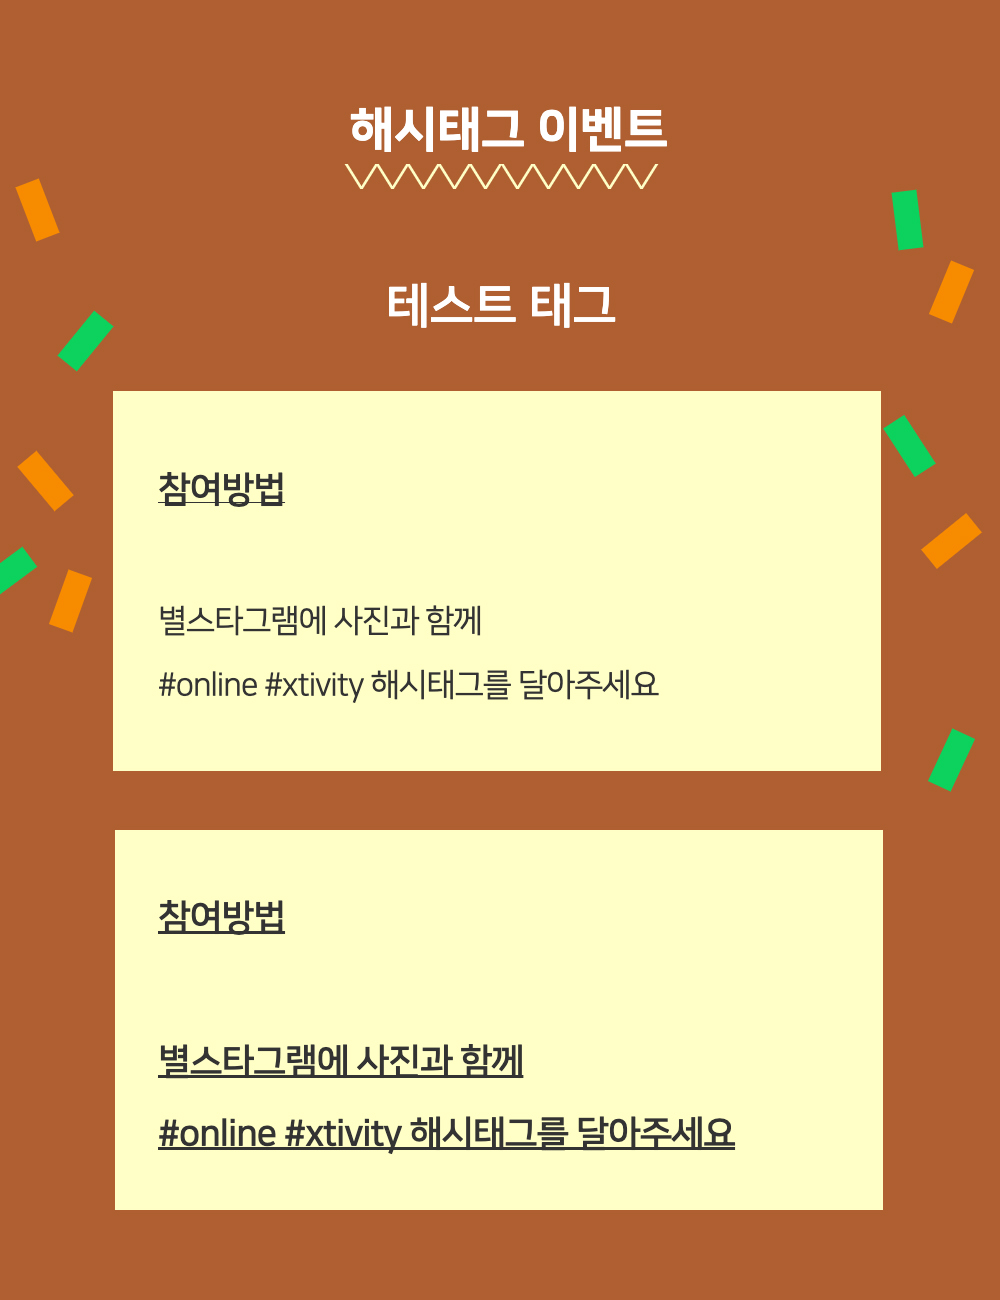 해시태그 이벤트
테스트 태그
참여방법
별스타그램에 사진과 함께
#online #xtivity 해시태그를 달아주세요
참여방법
별스타그램에 사진과 함께
#online #xtivity 해시태그를 달아주세요